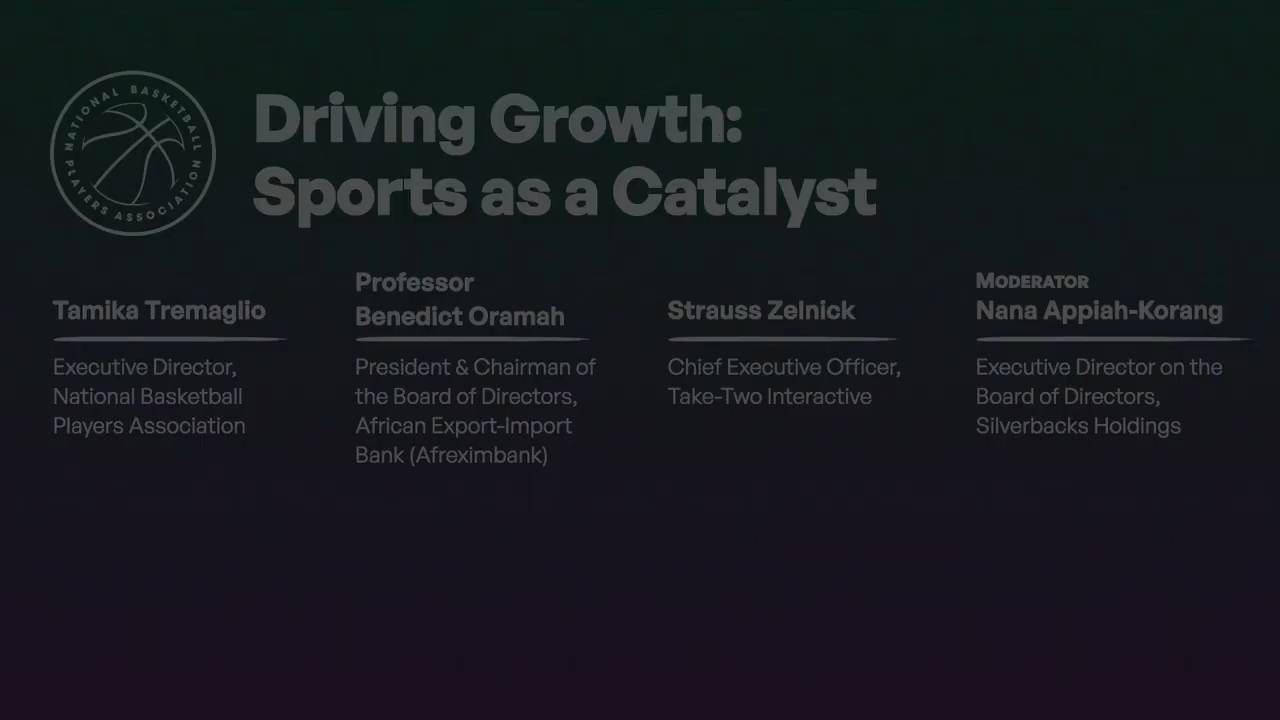 NATIONAL BASKETBALL
PLAYERS ASSOCIATION
Driving Growth:
Sports as a Catalyst
Tamika Tremaglio
Executive Director,
National Basketball
Players Association
Professor
Benedict Oramah
President & Chairman of
the Board of Directors,
African Export-Import
Bank (Afreximbank)
Strauss Zelnick
Chief Executive Officer,
Take-Two Interactive
MODERATOR
Nana Appiah-Korang
Executive Director on the
Board of Directors,
Silverbacks Holdings